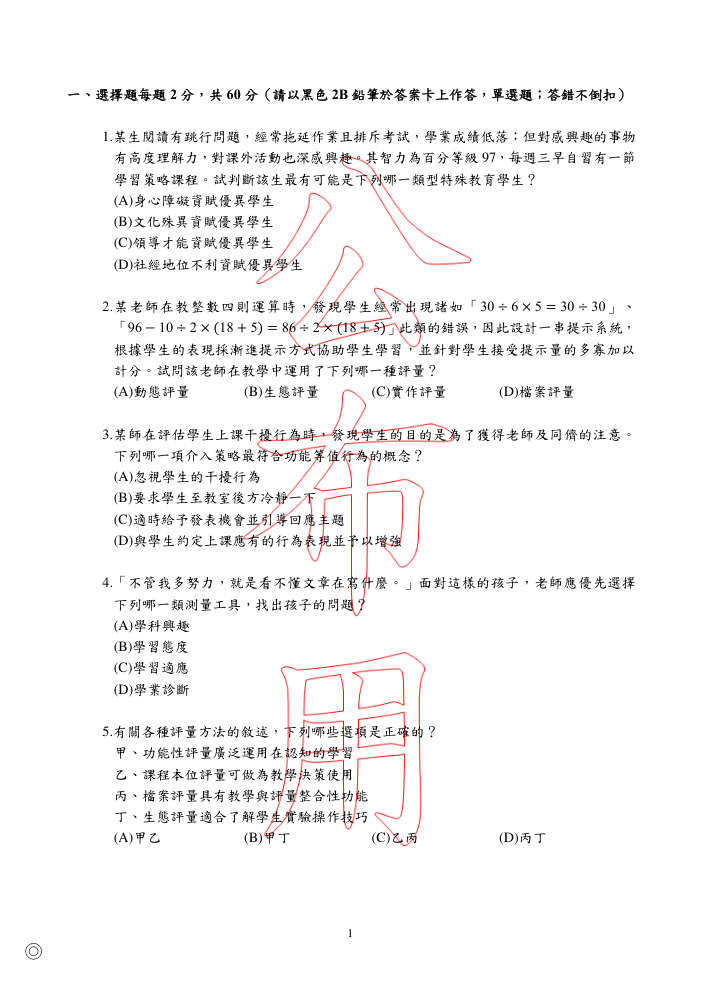 一、選擇題每題 2 分，共 60 分（請以黑色 2B 鉛筆於答案卡上作答，單選題；答錯不倒扣）
1.某生閱讀有跳行問題，經常拖延作業且排斥考試，學業成績低落；但對感興趣的事物
有高度理解力，對課外活動也深感興趣。其智力為百分等級 97，每週三早自習有一節
學習策略課程。試判斷該生最有可能是下列哪一類型特殊教育學生？
(A)身心障礙資賦優異學生
(B)文化殊異資賦優異學生
(C)領導才能資賦優異學生
(D)社經地位不利資賦優異學生
2.某老師在教整數四則運算時，發現學生經常出現諸如「30 ÷ 6 × 5 = 30 ÷ 30」、
「96 − 10 ÷ 2 × (18 + 5) = 86 ÷ 2 × (18 + 5)」此類的錯誤，因此設計一串提示系統，
根據學生的表現採漸進提示方式協助學生學習，並針對學生接受提示量的多寡加以
計分。試問該老師在教學中運用了下列哪一種評量？
(A)動態評量 (B)生態評量 (C)實作評量 (D)檔案評量
3.某師在評估學生上課干擾行為時，發現學生的目的是為了獲得老師及同儕的注意。
下列哪一項介入策略最符合功能等值行為的概念？
(A)忽視學生的干擾行為
(B)要求學生至教室後方冷靜一下
(C)適時給予發表機會並引導回應主題
(D)與學生約定上課應有的行為表現並予以增強
4.「不管我多努力，就是看不懂文章在寫什麼。」面對這樣的孩子，老師應優先選擇
下列哪一類測量工具，找出孩子的問題？
(A)學科興趣
(B)學習態度
(C)學習適應
(D)學業診斷
5.有關各種評量方法的敘述，下列哪些選項是正確的？
甲、功能性評量廣泛運用在認知的學習
乙、課程本位評量可做為教學決策使用
丙、檔案評量具有教學與評量整合性功能
丁、生態評量適合了解學生實驗操作技巧
(A)甲乙 (B)甲丁 (C)乙丙 (D)丙丁
1
公布用